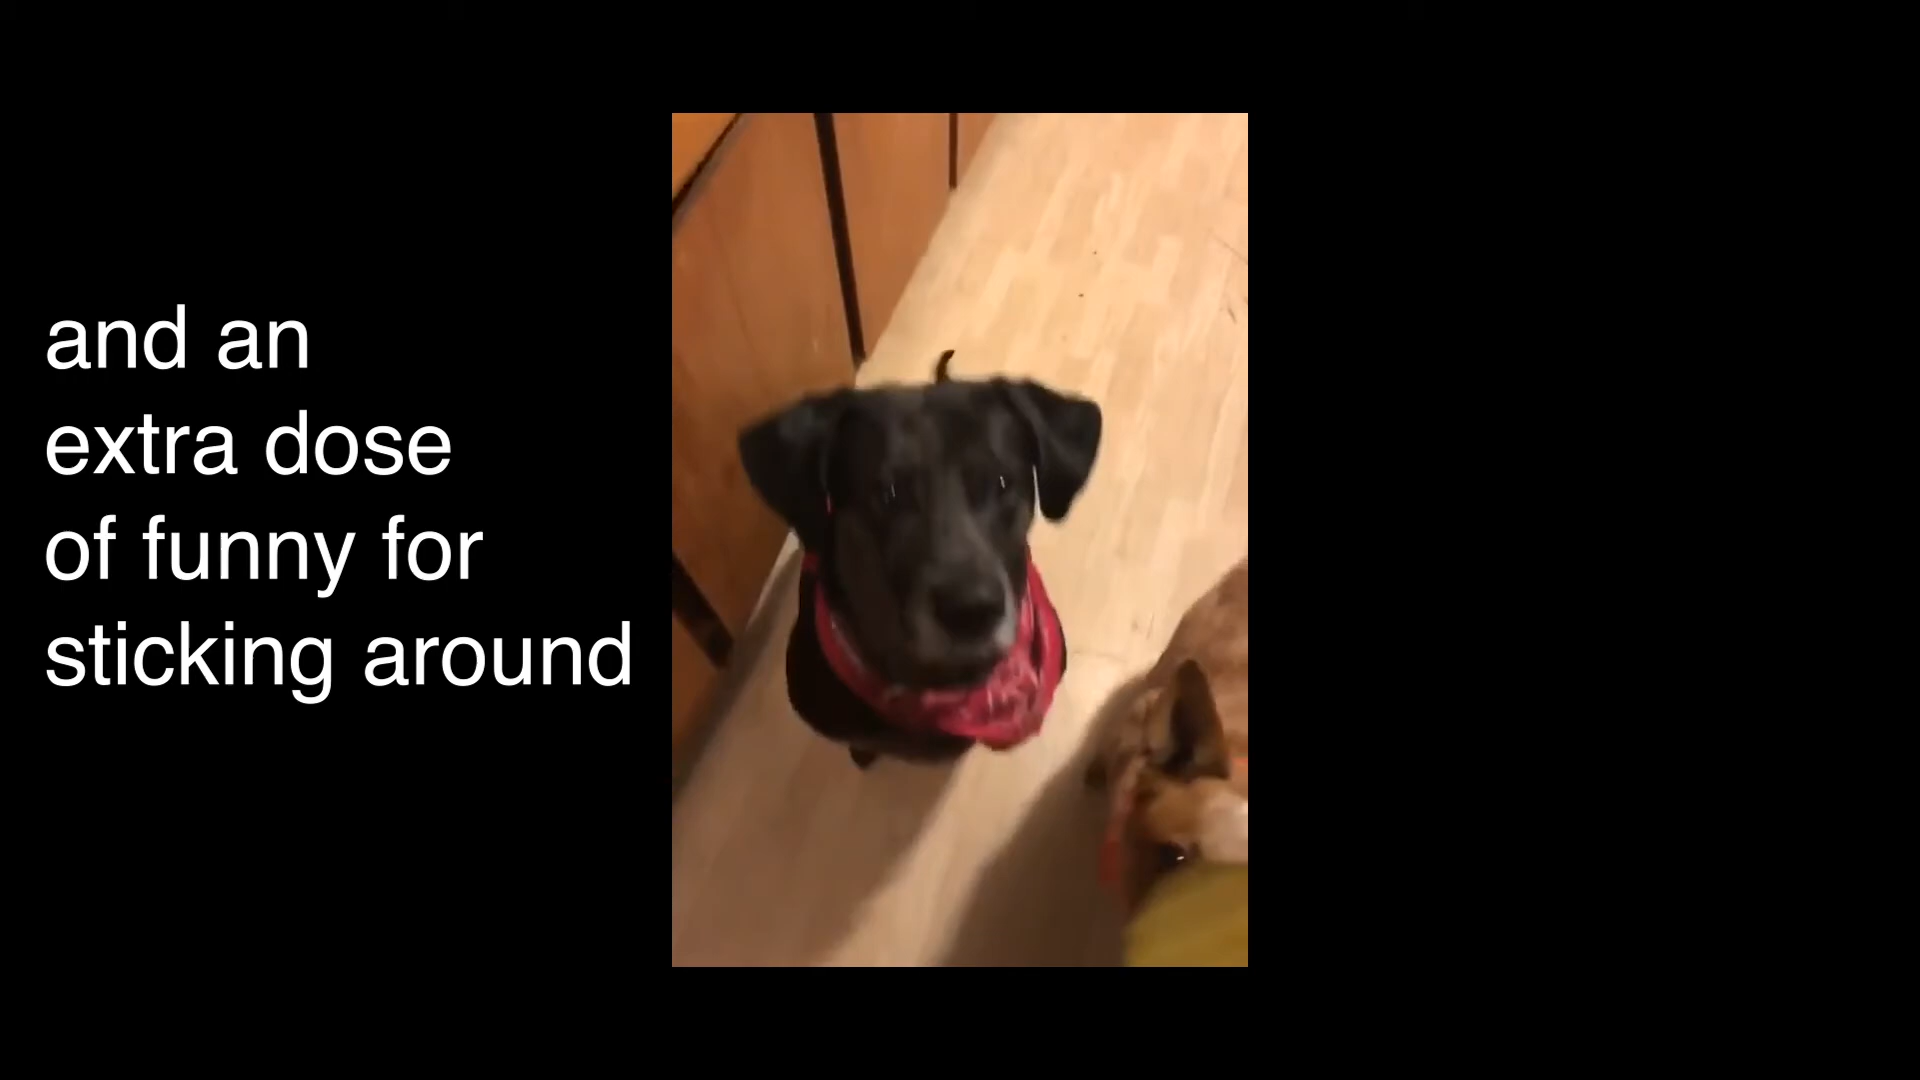 and an
extra dose
of funny for
sticking around